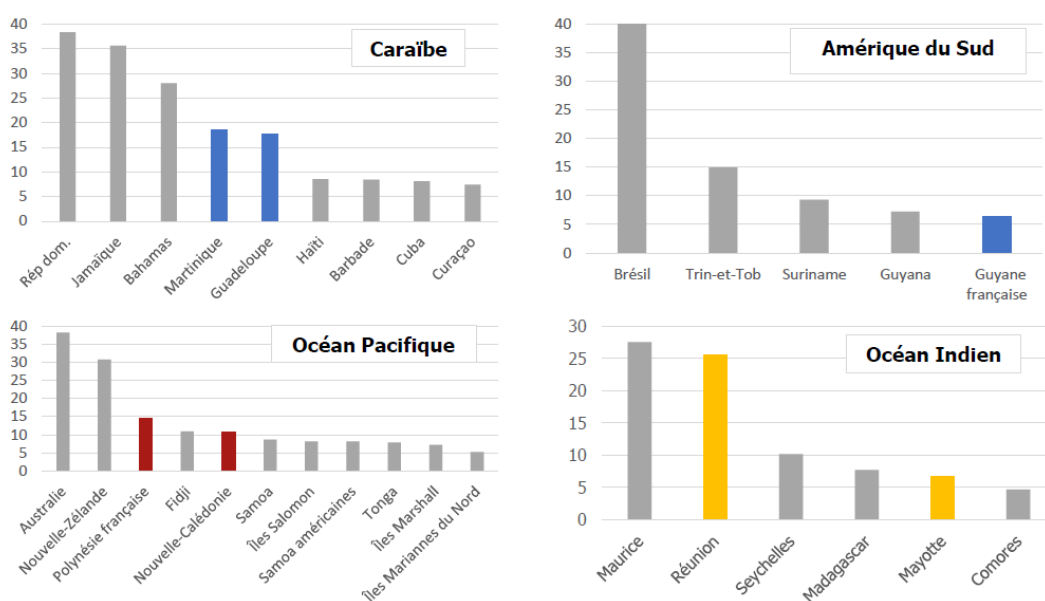 Caraïbe
40
35
30
25
20
15
10
5
0
Rép dom.
Jamaïque
Bahamas
Martinique
Guadeloupe
Haïti
Barbade
Cuba
Curaçao
Amérique du Sud
40
35
30
25
20
15
10
5
0
Brésil
Trin-et-Tob
Suriname
Guyana
Guyane
française
Océan Pacifique
40
35
30
25
20
15
10
5
0
Australie
Nouvelle-Zélande
Polynésie française
Fidji
Nouvelle-Calédonie
Samoa
Îles Salomon
Samoa américaines
Tonga
Îles Marshall
Îles Mariannes du Nord
Océan Indien
30
25
20
15
10
5
0
Maurice
Réunion
Seychelles
Madagascar
Mayotte
Comores